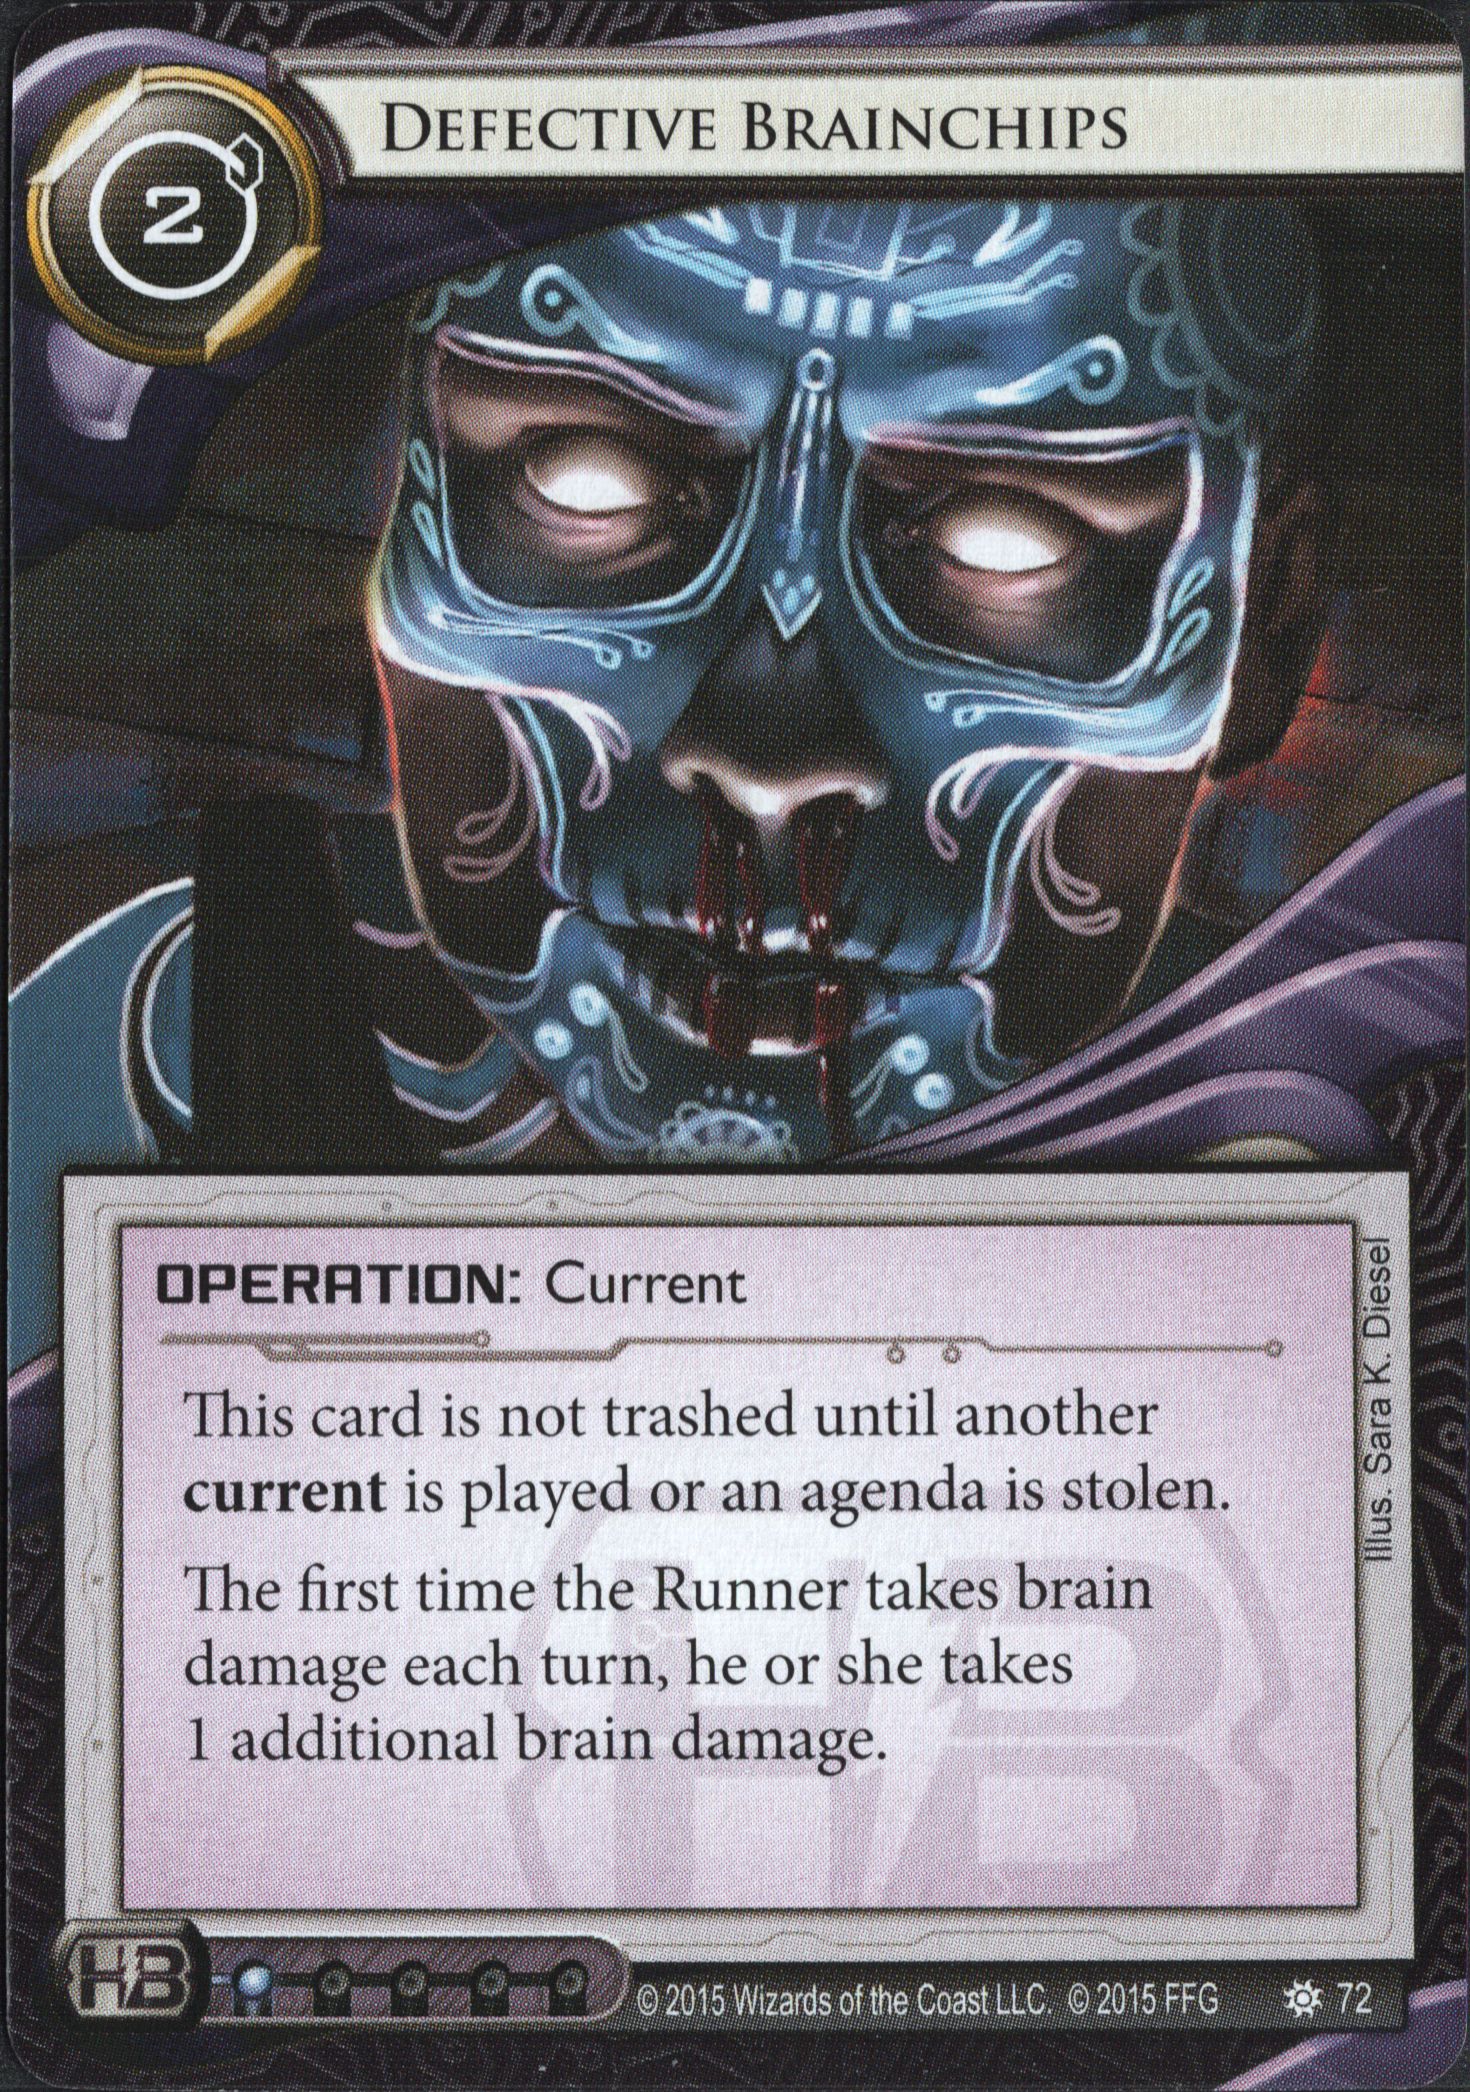 DEFECTIVE BRAINCHIPS
2
OPERATION: Current
This card is not trashed until another
current is played or an agenda is stolen.
The first time the Runner takes brain
damage each turn, he or she takes
1 additional brain damage.
Illus. Sara K. Diesel
HB
© 2015 Wizards of the Coast LLC. © 2015 FFG
72